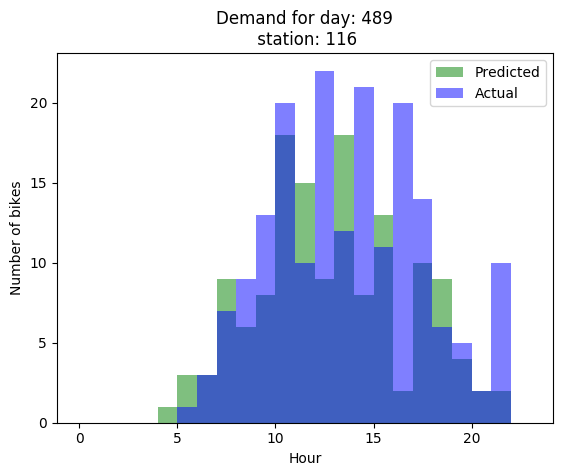 Demand for day: 489
station: 116
Predicted
Actual
Number of bikes
20
15
10
5
0
0
5
10
15
20
Hour